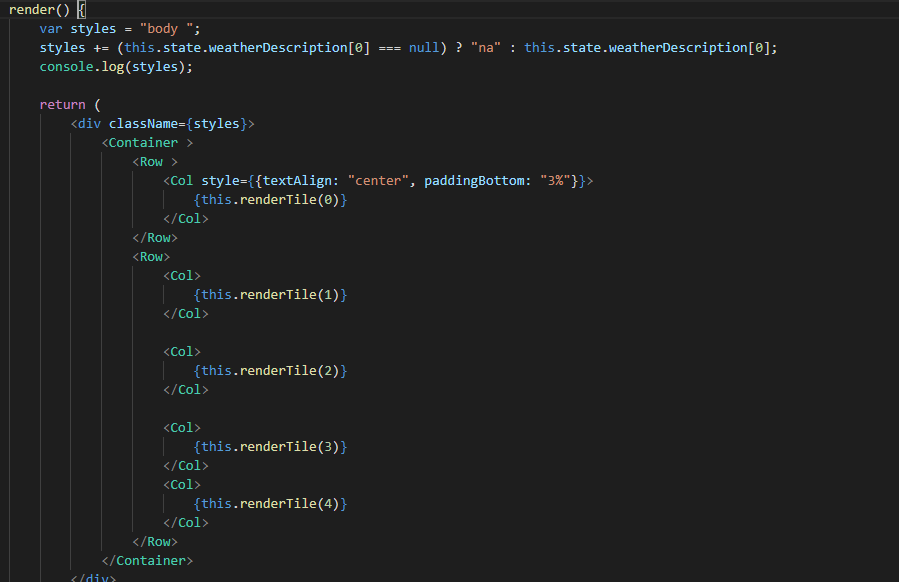 render() {
var styles = "body ";
styles += (this.state.weatherDescription[0] === null) ? "na" : this.state.weatherDescription[0];
console.log(styles);
return (
<div className={styles}>
<Container >
<Row >
<Col style={{textAlign: "center", paddingBottom: "3%"}}>
{this.renderTile(0)}
</Col>
</Row>
<Row>
<Col>
{this.renderTile(1)}
</Col>
<Col>
{this.renderTile(2)}
</Col>
<Col>
{this.renderTile(3)}
</Col>
<Col>
{this.renderTile(4)}
</Col>
</Row>
</Container>
</div>